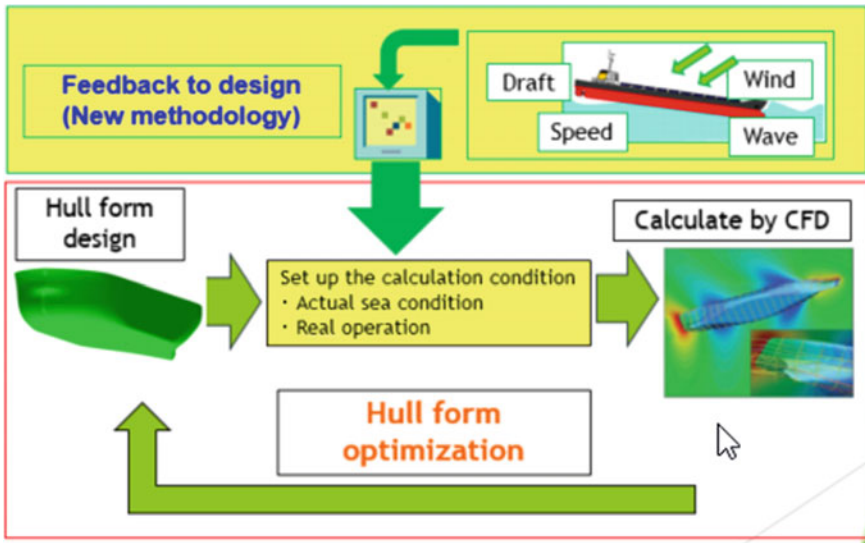 Feedback to design
(New methodology)
Draft
Wind
Speed
Wave
Hull form
design
Calculate by CFD
Set up the calculation condition
・Actual sea condition
・Real operation
Hull form
optimization